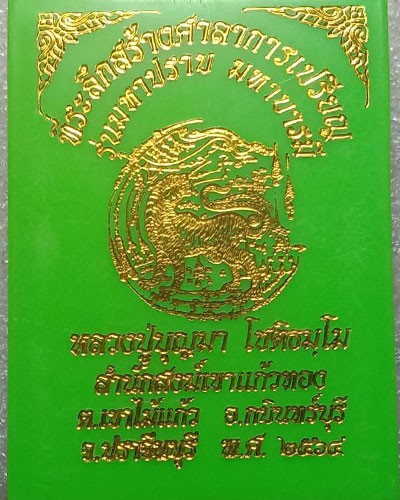 ที่ระลึกสร้างศาลาการเปรียญ
รุ่นมหาปราบ มหาบารมี
หลวงปู่บุญมา โชติธมฺโม
สำนักสงฆ์เขาแก้วทอง
ต.เขาไม้แก้ว อ.กบินทร์บุรี
จ.ปราจีนบุรี พ.ศ. ๒๕๖๔